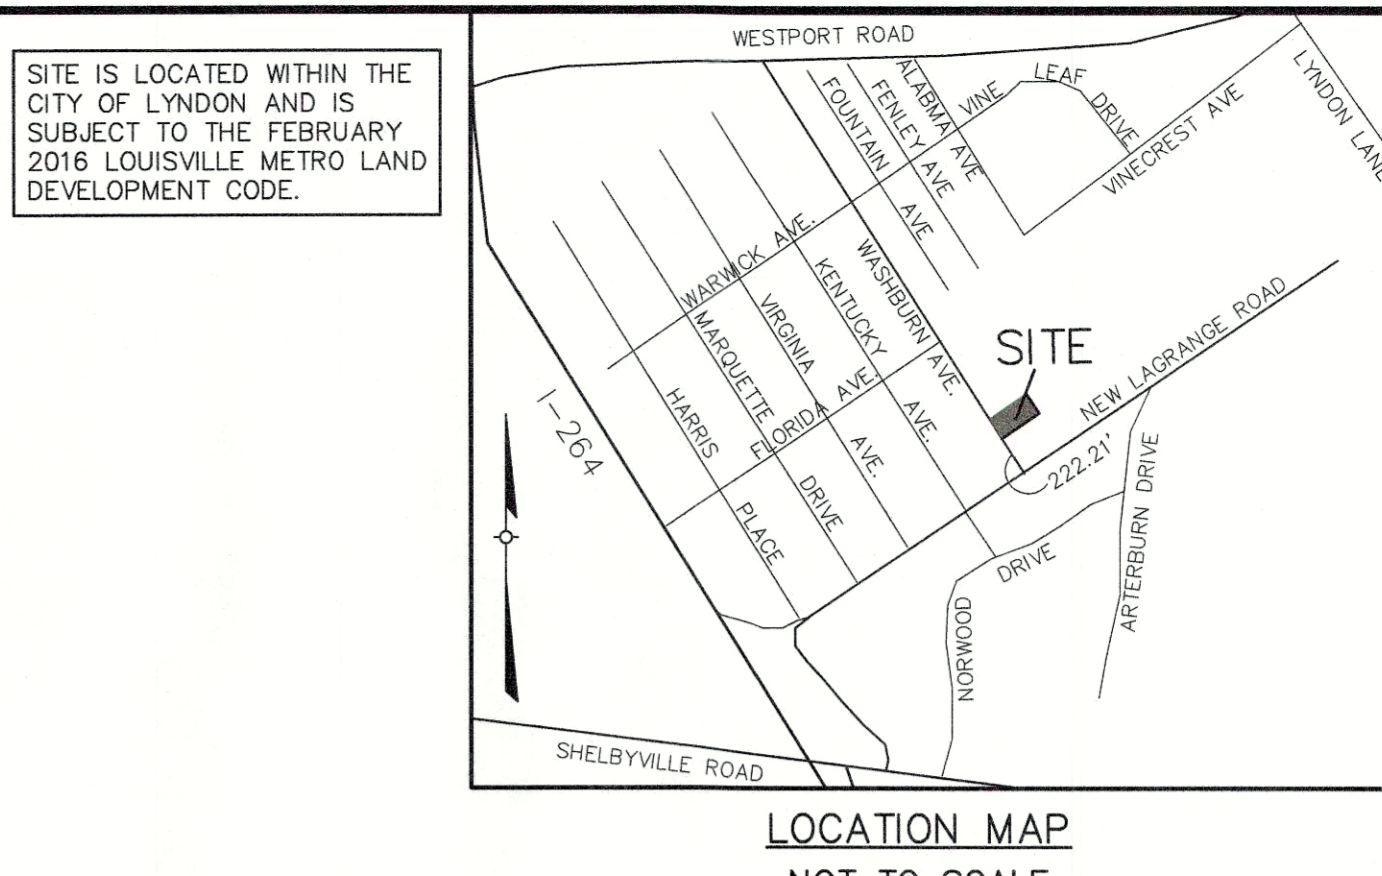 SITE IS LOCATED WITHIN THE
CITY OF LYNDON AND IS
SUBJECT TO THE FEBRUARY
2016 LOUISVILLE METRO LAND
DEVELOPMENT CODE.
WESTPORT ROAD
FOUNTAIN AVE
FENLEY AVE
ALABMA AVE
VINE LEAF DRIVE
VINECREST AVE
LYNDON LANE
WARWICK AVE.
WASHBURN AVE.
KENTUCKY AVE.
VIRGINIA AVE.
MARQUETTE DRIVE
HARRIS PLACE
FLORIDA AVE.
I-264
SITE
NEW LAGRANGE ROAD
222.21'
ARTERBURN DRIVE
NORWOOD DRIVE
SHELBYVILLE ROAD
LOCATION MAP
NOT TO SCALE